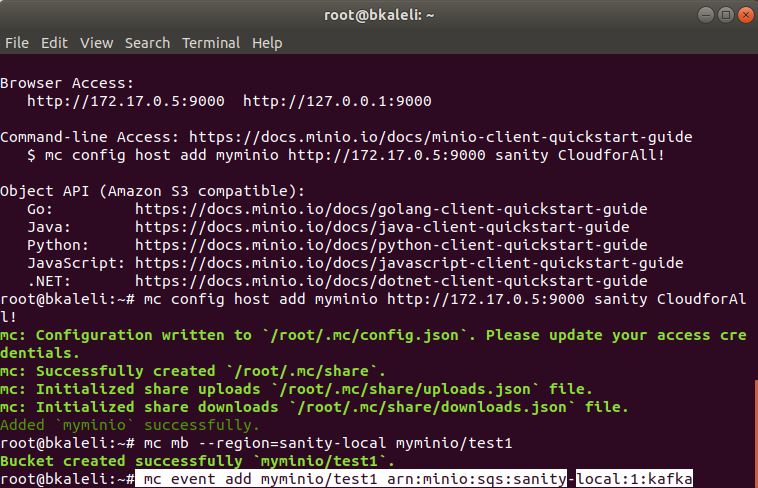 root@bkaleli: ~
File Edit View Search Terminal Help
Browser Access:
   http://172.17.0.5:9000  http://127.0.0.1:9000
Command-line Access: https://docs.minio.io/docs/minio-client-quickstart-guide
   $ mc config host add myminio http://172.17.0.5:9000 sanity CloudforAll!
Object API (Amazon S3 compatible):
   Go:         https://docs.minio.io/docs/golang-client-quickstart-guide
   Java:       https://docs.minio.io/docs/java-client-quickstart-guide
   Python:     https://docs.minio.io/docs/python-client-quickstart-guide
   JavaScript: https://docs.minio.io/docs/javascript-client-quickstart-guide
   .NET:       https://docs.minio.io/docs/dotnet-client-quickstart-guide
root@bkaleli:~# mc config host add myminio http://172.17.0.5:9000 sanity CloudforAl
l!
mc: Configuration written to `/root/.mc/config.json`. Please update your access cre
dentials.
mc: Successfully created `/root/.mc/share`.
mc: Initialized share uploads `/root/.mc/share/uploads.json` file.
mc: Initialized share downloads `/root/.mc/share/downloads.json` file.
Added `myminio` successfully.
root@bkaleli:~# mc mb --region=sanity-local myminio/test1
Bucket created successfully `myminio/test1`.
root@bkaleli:~# mc event add myminio/test1 arn:minio:sqs:sanity-local:1:kafka